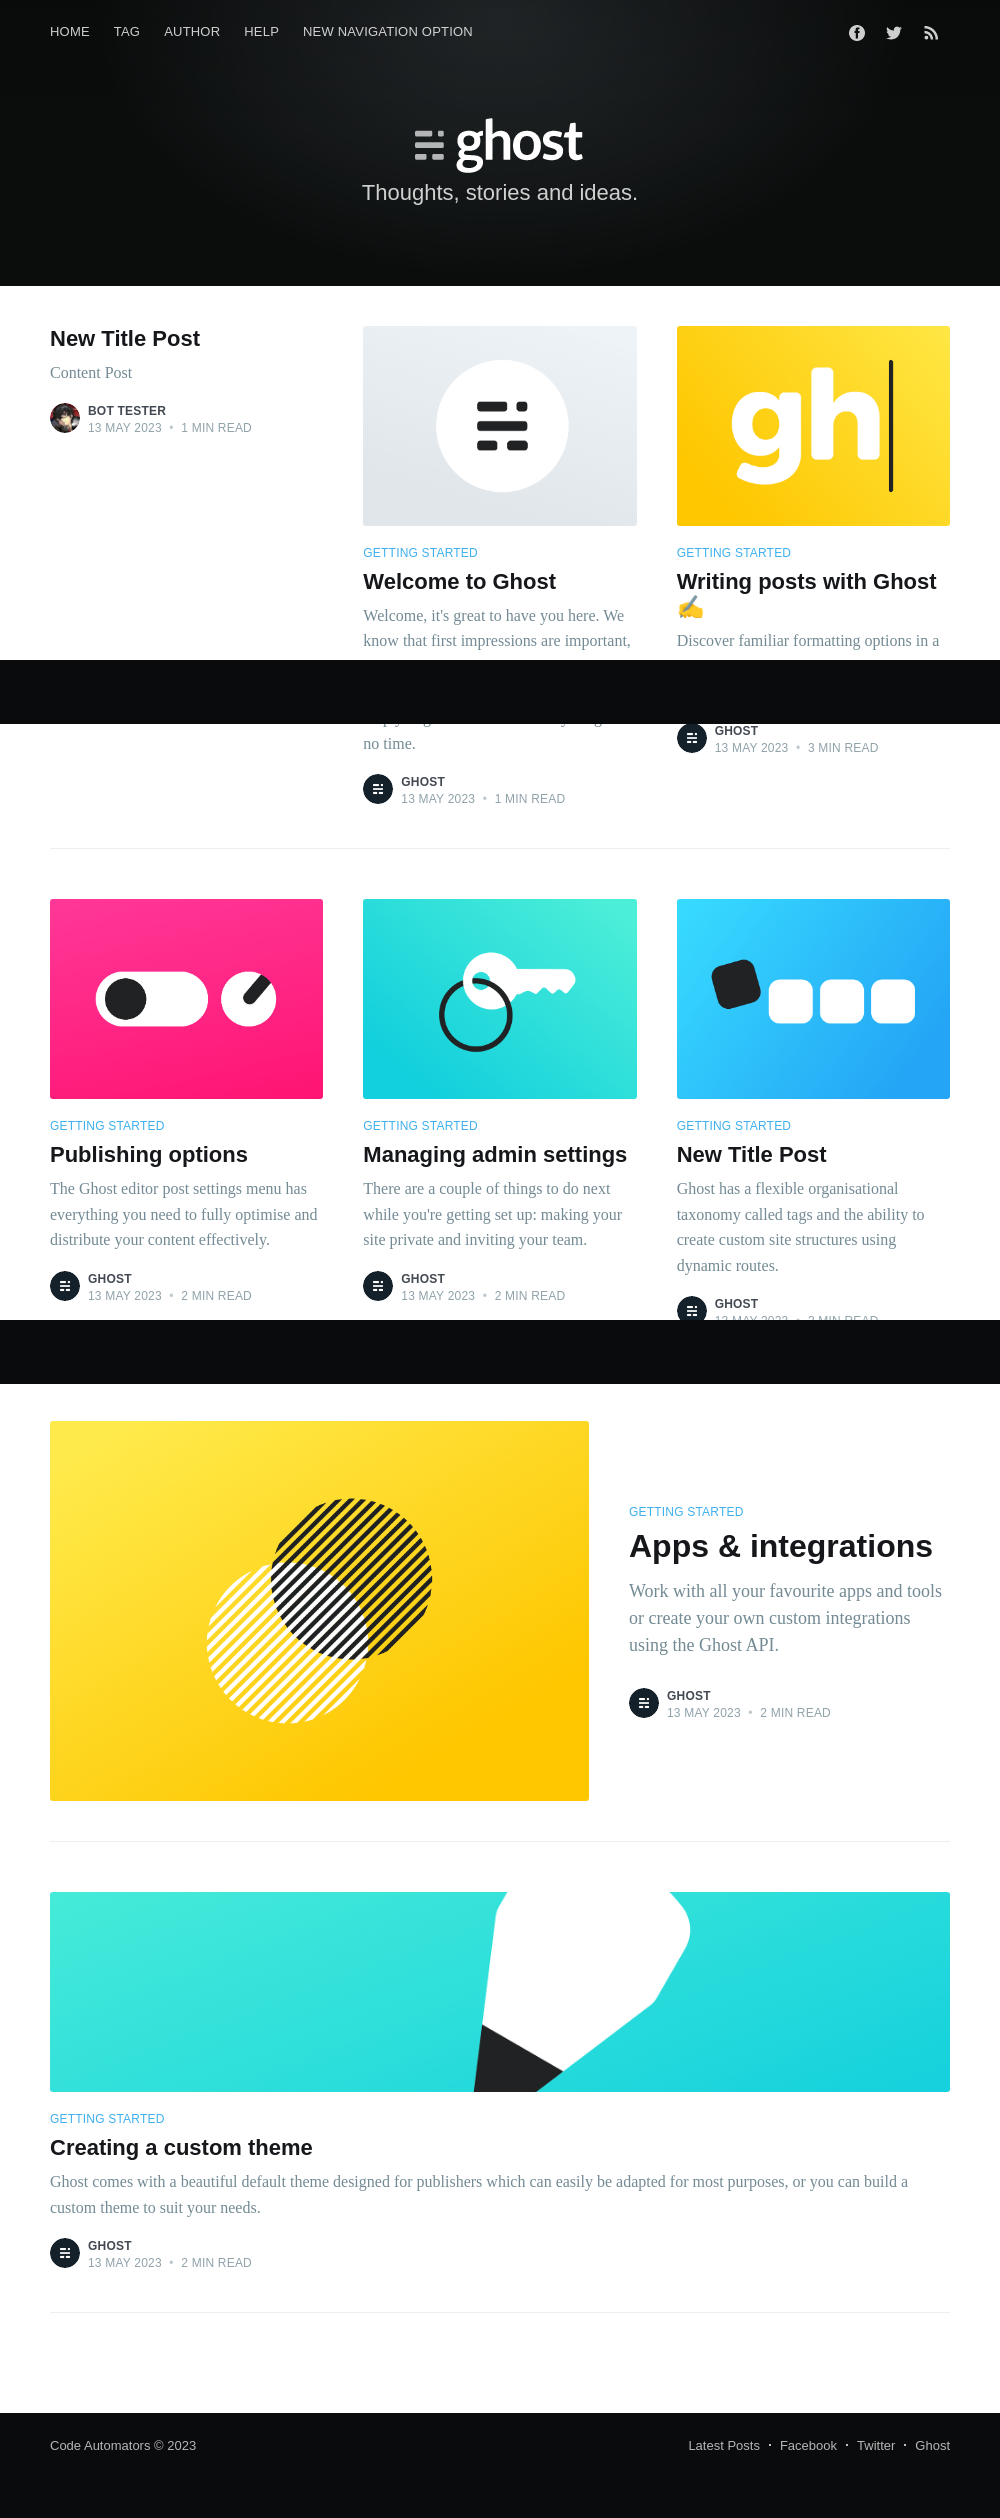 HOME TAG AUTHOR HELP NEW NAVIGATION OPTION
ghost
Thoughts, stories and ideas.
New Title Post
Content Post
BOT TESTER
13 MAY 2023 • 1 MIN READ
GETTING STARTED
Welcome to Ghost
Welcome, it's great to have you here. We
know that first impressions are important,
no time.
GHOST
13 MAY 2023 • 1 MIN READ
gh
GETTING STARTED
Writing posts with Ghost
✍️
Discover familiar formatting options in a
GHOST
13 MAY 2023 • 3 MIN READ
GETTING STARTED
Publishing options
The Ghost editor post settings menu has
everything you need to fully optimise and
distribute your content effectively.
GHOST
13 MAY 2023 • 2 MIN READ
GETTING STARTED
Managing admin settings
There are a couple of things to do next
while you're getting set up: making your
site private and inviting your team.
GHOST
13 MAY 2023 • 2 MIN READ
GETTING STARTED
New Title Post
Ghost has a flexible organisational
taxonomy called tags and the ability to
create custom site structures using
dynamic routes.
GHOST
13 MAY 2023 • 2 MIN READ
GETTING STARTED
Apps & integrations
Work with all your favourite apps and tools
or create your own custom integrations
using the Ghost API.
GHOST
13 MAY 2023 • 2 MIN READ
GETTING STARTED
Creating a custom theme
Ghost comes with a beautiful default theme designed for publishers which can easily be adapted for most purposes, or you can build a
custom theme to suit your needs.
GHOST
13 MAY 2023 • 2 MIN READ
Code Automators © 2023
Latest Posts • Facebook • Twitter • Ghost